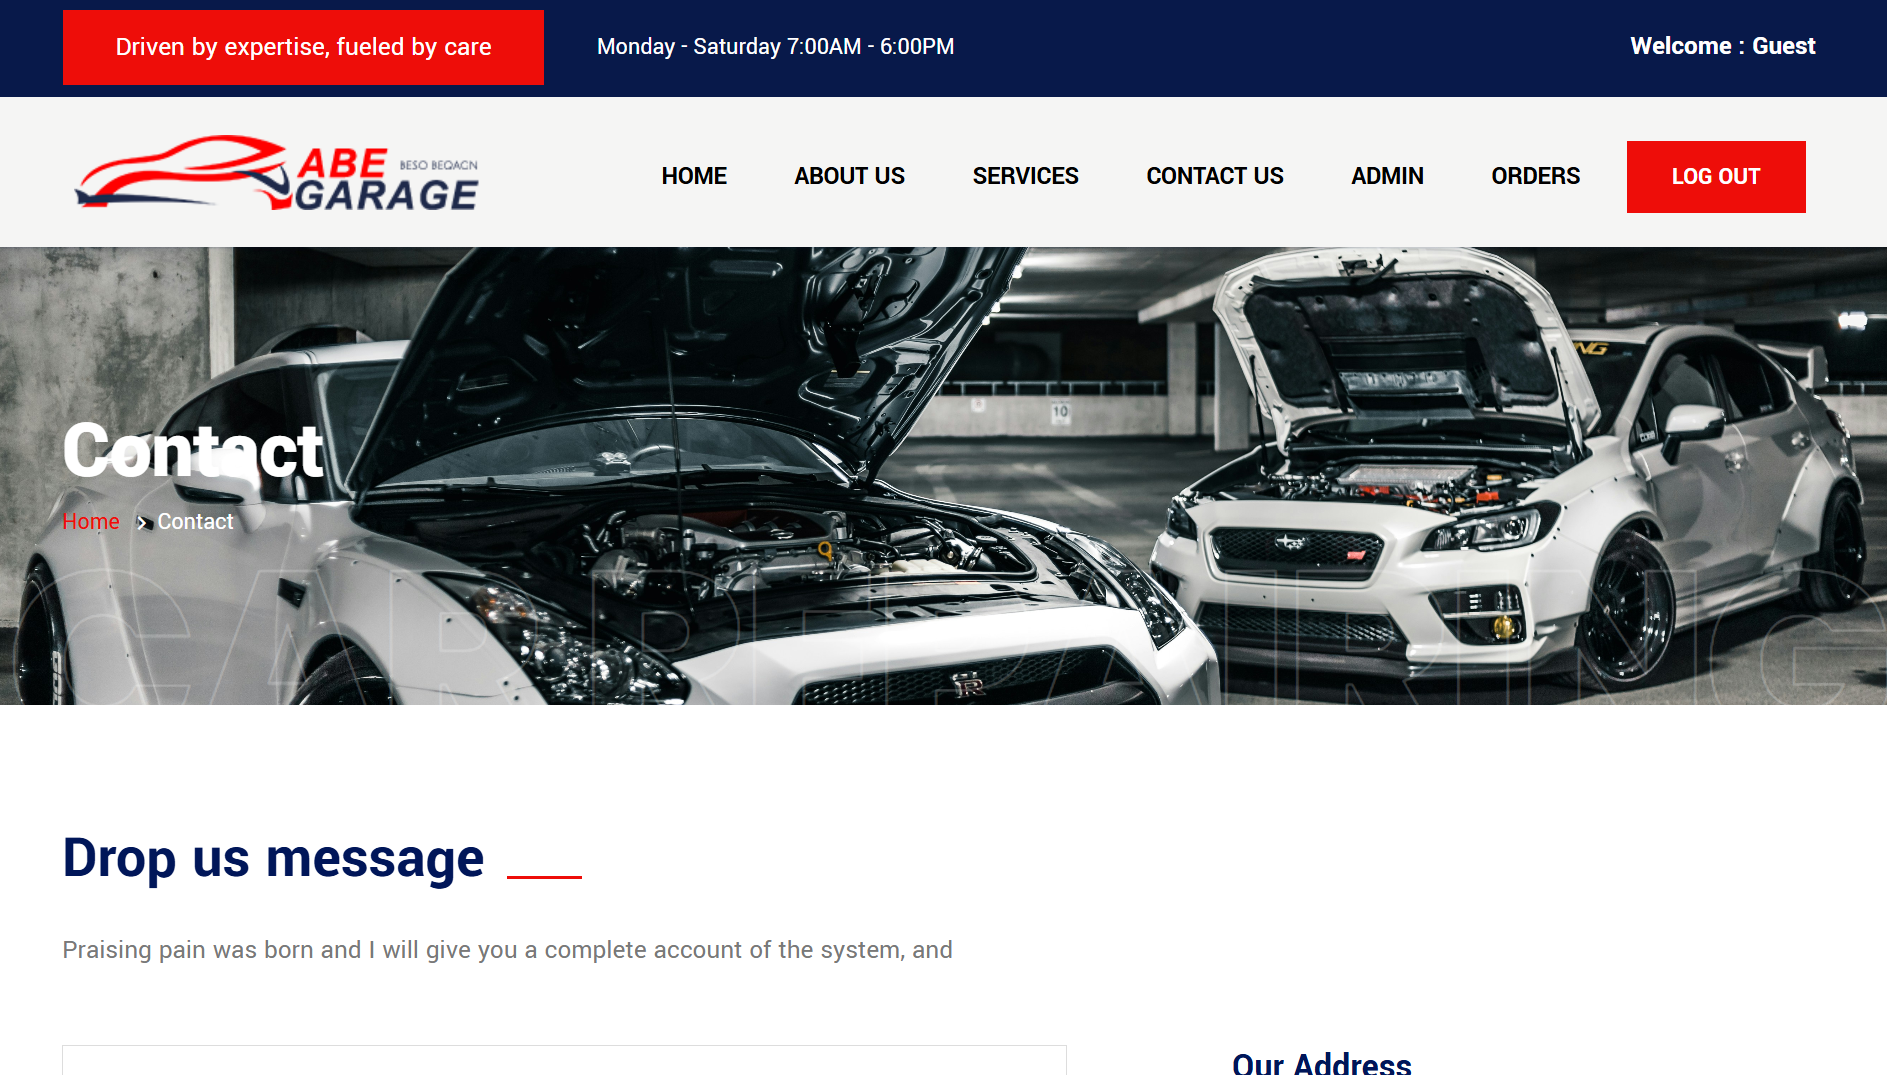 Driven by expertise, fueled by care
Monday - Saturday 7:00AM - 6:00PM
Welcome : Guest
ABE
BESO BEQACN
GARAGE
HOME
ABOUT US
SERVICES
CONTACT US
ADMIN
ORDERS
LOG OUT
10
Contact
Home
Contact
CAR REPAIRING
Drop us message
Praising pain was born and I will give you a complete account of the system, and
Our Address